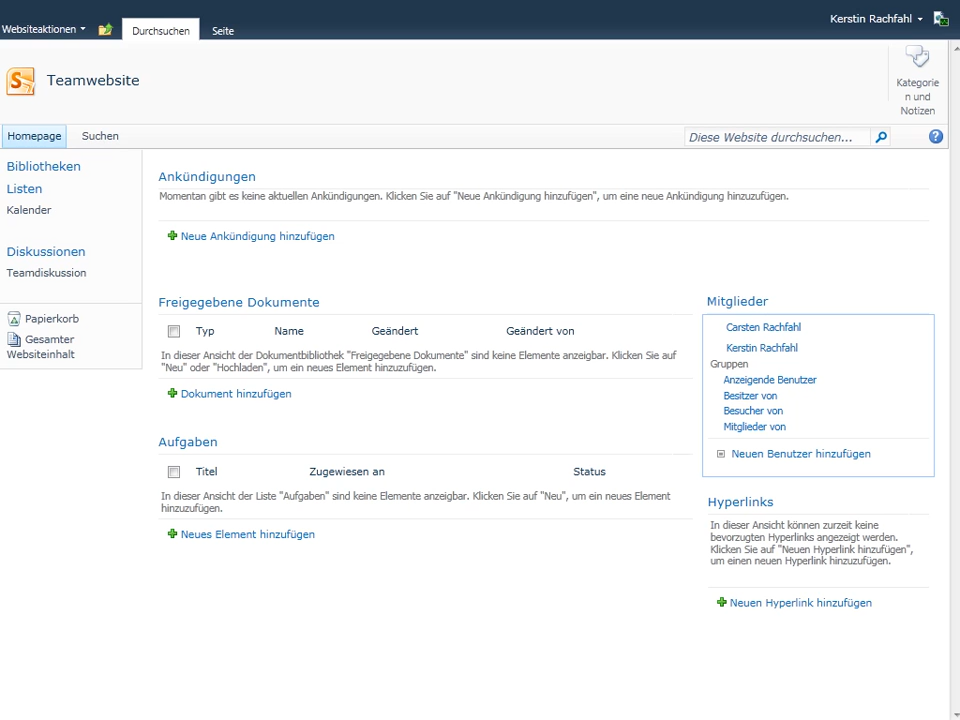 Websiteaktionen
Durchsuchen
Seite
Kerstin Rachfahl
Teamwebsite
Kategorie
n und
Notizen
Homepage
Suchen
Diese Website durchsuchen...
Bibliotheken
Listen
Kalender
Diskussionen
Teamdiskussion
Papierkorb
Gesamter
Websiteinhalt
Ankündigungen
Momentan gibt es keine aktuellen Ankündigungen. Klicken Sie auf "Neue Ankündigung hinzufügen", um eine neue Ankündigung hinzuzufügen.
Neue Ankündigung hinzufügen
Freigegebene Dokumente
Typ Name Geändert Geändert von
In dieser Ansicht der Dokumentbibliothek "Freigegebene Dokumente" sind keine Elemente anzeigbar. Klicken Sie auf
"Neu" oder "Hochladen", um ein neues Element hinzuzufügen.
Dokument hinzufügen
Aufgaben
Titel Zugewiesen an Status
In dieser Ansicht der Liste "Aufgaben" sind keine Elemente anzeigbar. Klicken Sie auf "Neu", um ein neues Element
hinzuzufügen.
Neues Element hinzufügen
Mitglieder
Carsten Rachfahl
Kerstin Rachfahl
Gruppen
Anzeigende Benutzer
Besitzer von
Besucher von
Mitglieder von
Neuen Benutzer hinzufügen
Hyperlinks
In dieser Ansicht können zurzeit keine
bevorzugten Hyperlinks angezeigt werden.
Klicken Sie auf "Neuen Hyperlink hinzufügen",
um einen neuen Hyperlink hinzuzufügen.
Neuen Hyperlink hinzufügen